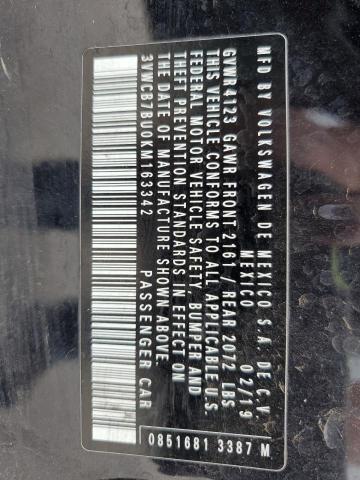 MFD BY VOLKSWAGEN DE MEXICO S.A. DE C.V.
MEXICO 02/19
GVWR 4123 GAWR FRONT 2161 / REAR 2072 LBS
THIS VEHICLE CONFORMS TO ALL APPLICABLE U.S.
FEDERAL MOTOR VEHICLE SAFETY, BUMPER AND
THEFT PREVENTION STANDARDS IN EFFECT ON
THE DATE OF MANUFACTURE SHOWN ABOVE.
3VWCB7BU0KM163342 PASSENGER CAR
0851681 3387 M